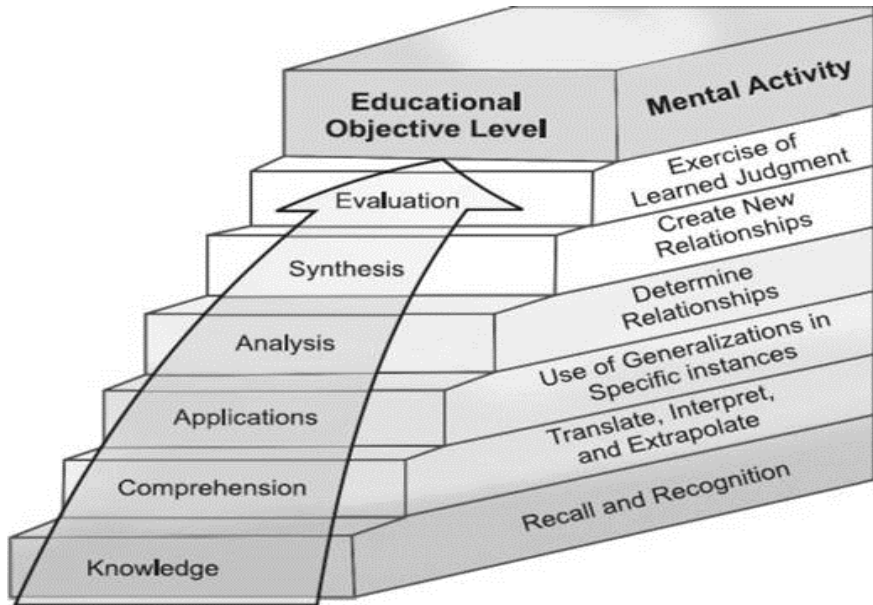 Educational
Objective Level
Mental Activity
Evaluation
Exercise of
Learned Judgment
Synthesis
Create New
Relationships
Analysis
Determine
Relationships
Applications
Use of Generalizations in
Specific instances
Comprehension
Translate, Interpret,
and Extrapolate
Knowledge
Recall and Recognition